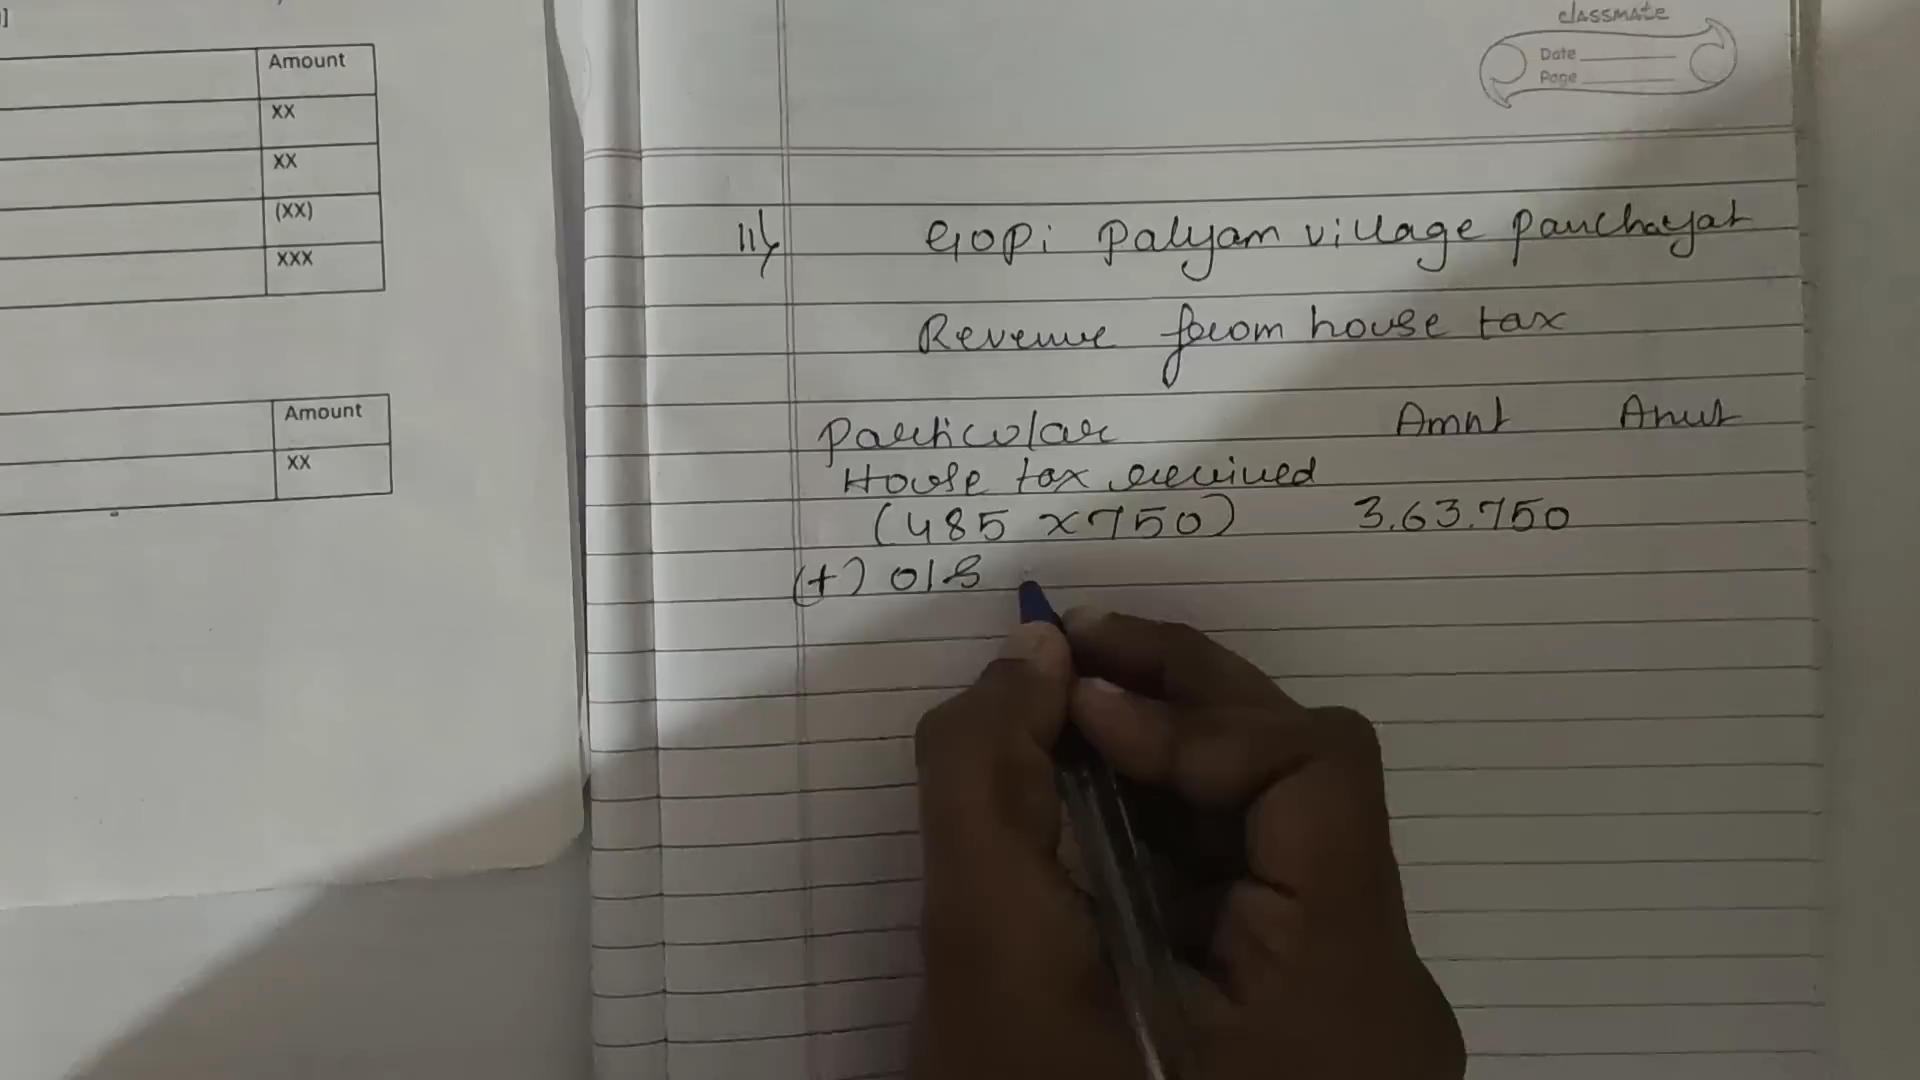 ]
Amount
XX
XX
(XX)
XXX
Amount
XX
classmate
Date
Page
11)
Gopi Palyam village panchayat
Revenue from house tax
Particular Amnt Amnt
House tax received
(485 x 750) 3.63.750
(+) O/S